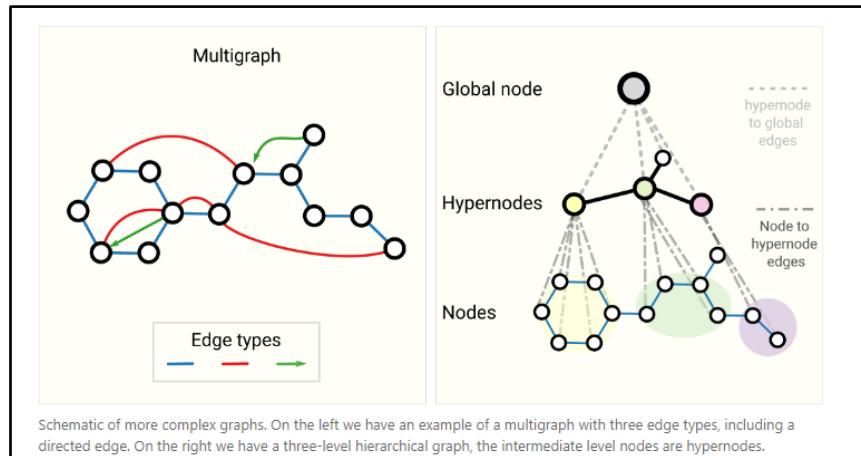 Multigraph
Edge types
Global node
hypernode
to global
edges
Hypernodes
Node to
hypernode
edges
Nodes
Schematic of more complex graphs. On the left we have an example of a multigraph with three edge types, including a
directed edge. On the right we have a three-level hierarchical graph, the intermediate level nodes are hypernodes.